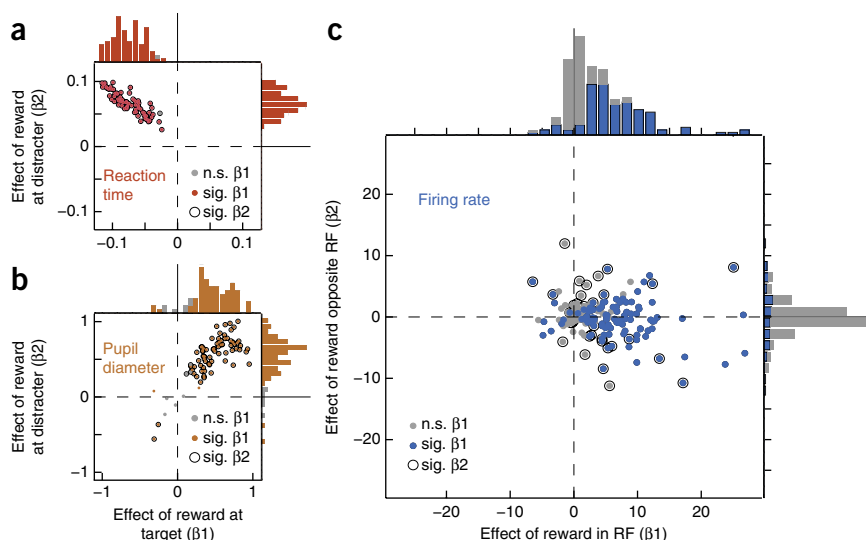 a
Effect of reward
at distracter (β2)
0.1
0
−0.1
Reaction
time
n.s. β1
sig. β1
sig. β2
−0.1
0
0.1
b
Effect of reward
at distracter (β2)
1
0
−1
Pupil
diameter
n.s. β1
sig. β1
sig. β2
−1
0
1
Effect of reward at
target (β1)
c
Effect of reward opposite RF (β2)
20
10
0
−10
−20
Firing rate
n.s. β1
sig. β1
sig. β2
−20
−10
0
10
20
Effect of reward in RF (β1)